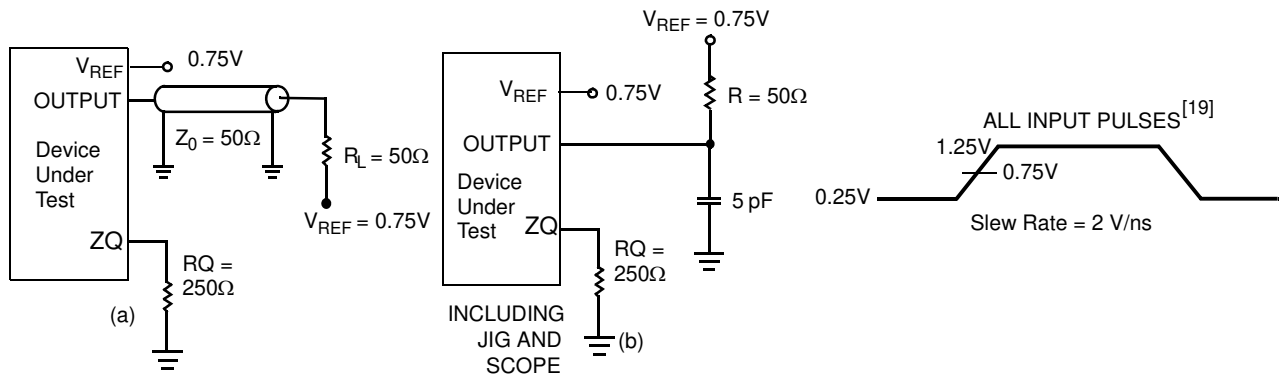 V_REF
0.75V
OUTPUT
Z₀ = 50Ω
Device
Under
Test
R_L = 50Ω
V_REF = 0.75V
ZQ
RQ =
250Ω
(a)
V_REF = 0.75V
R = 50Ω
V_REF
0.75V
OUTPUT
Device
Under
Test
5 pF
ZQ
RQ =
250Ω
INCLUDING
JIG AND
SCOPE
(b)
ALL INPUT PULSES[19]
1.25V
0.75V
0.25V
Slew Rate = 2 V/ns